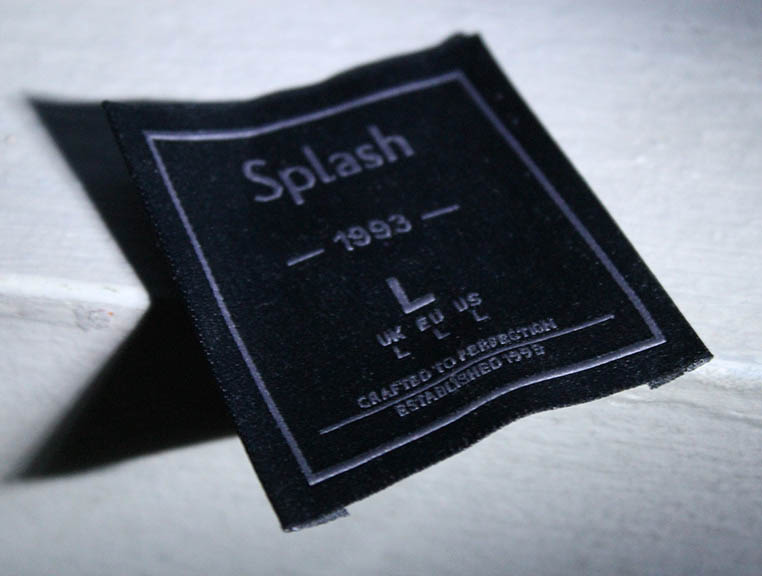 Splash
— 1993 —
L
UK EU US
L L L
CRAFTED TO PERFECTION
ESTABLISHED 1993